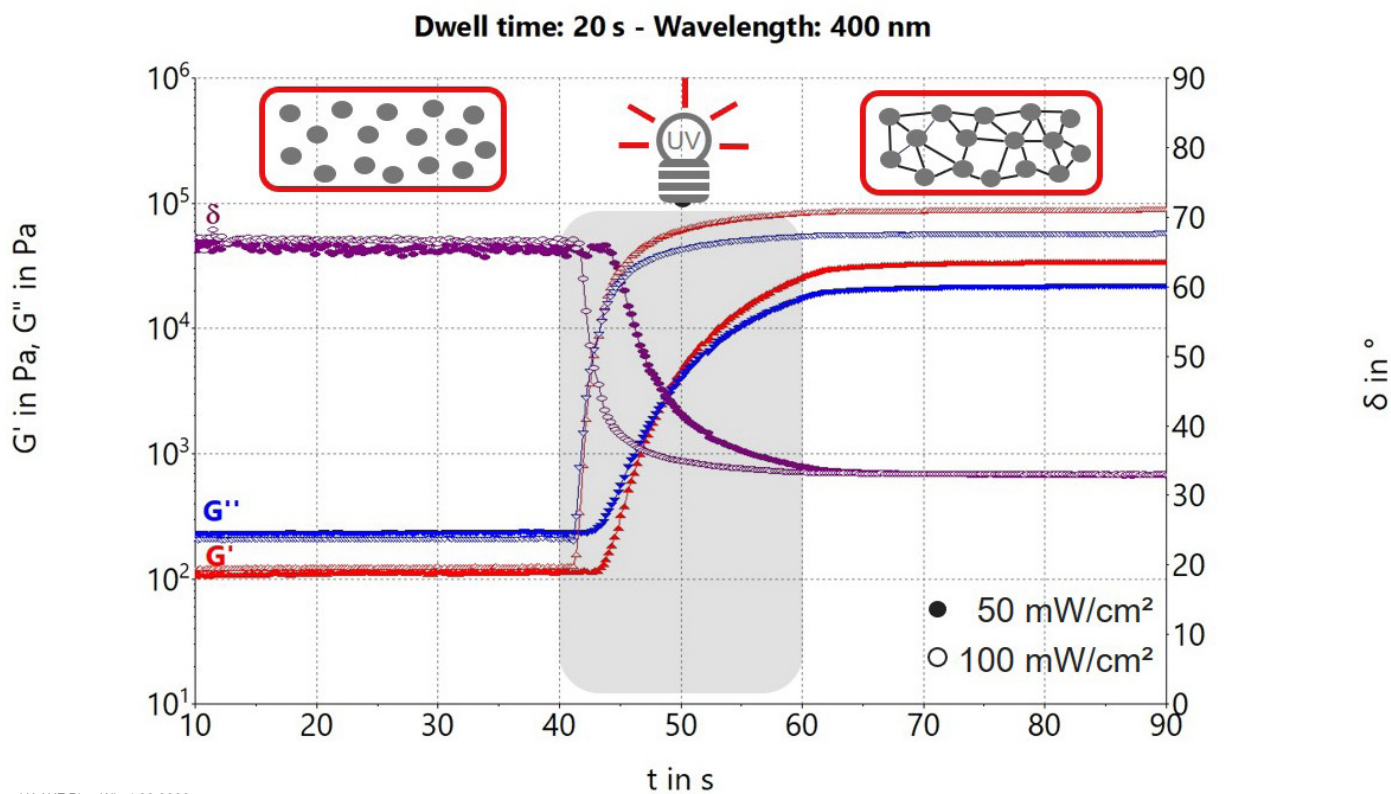 Dwell time: 20 s - Wavelength: 400 nm
10⁶
10⁵
10⁴
10³
10²
10¹
G' in Pa, G'' in Pa
90
80
70
60
50
40
30
20
10
0
δ in °
UV
δ
G''
G'
50 mW/cm²
100 mW/cm²
10 20 30 40 50 60 70 80 90
t in s